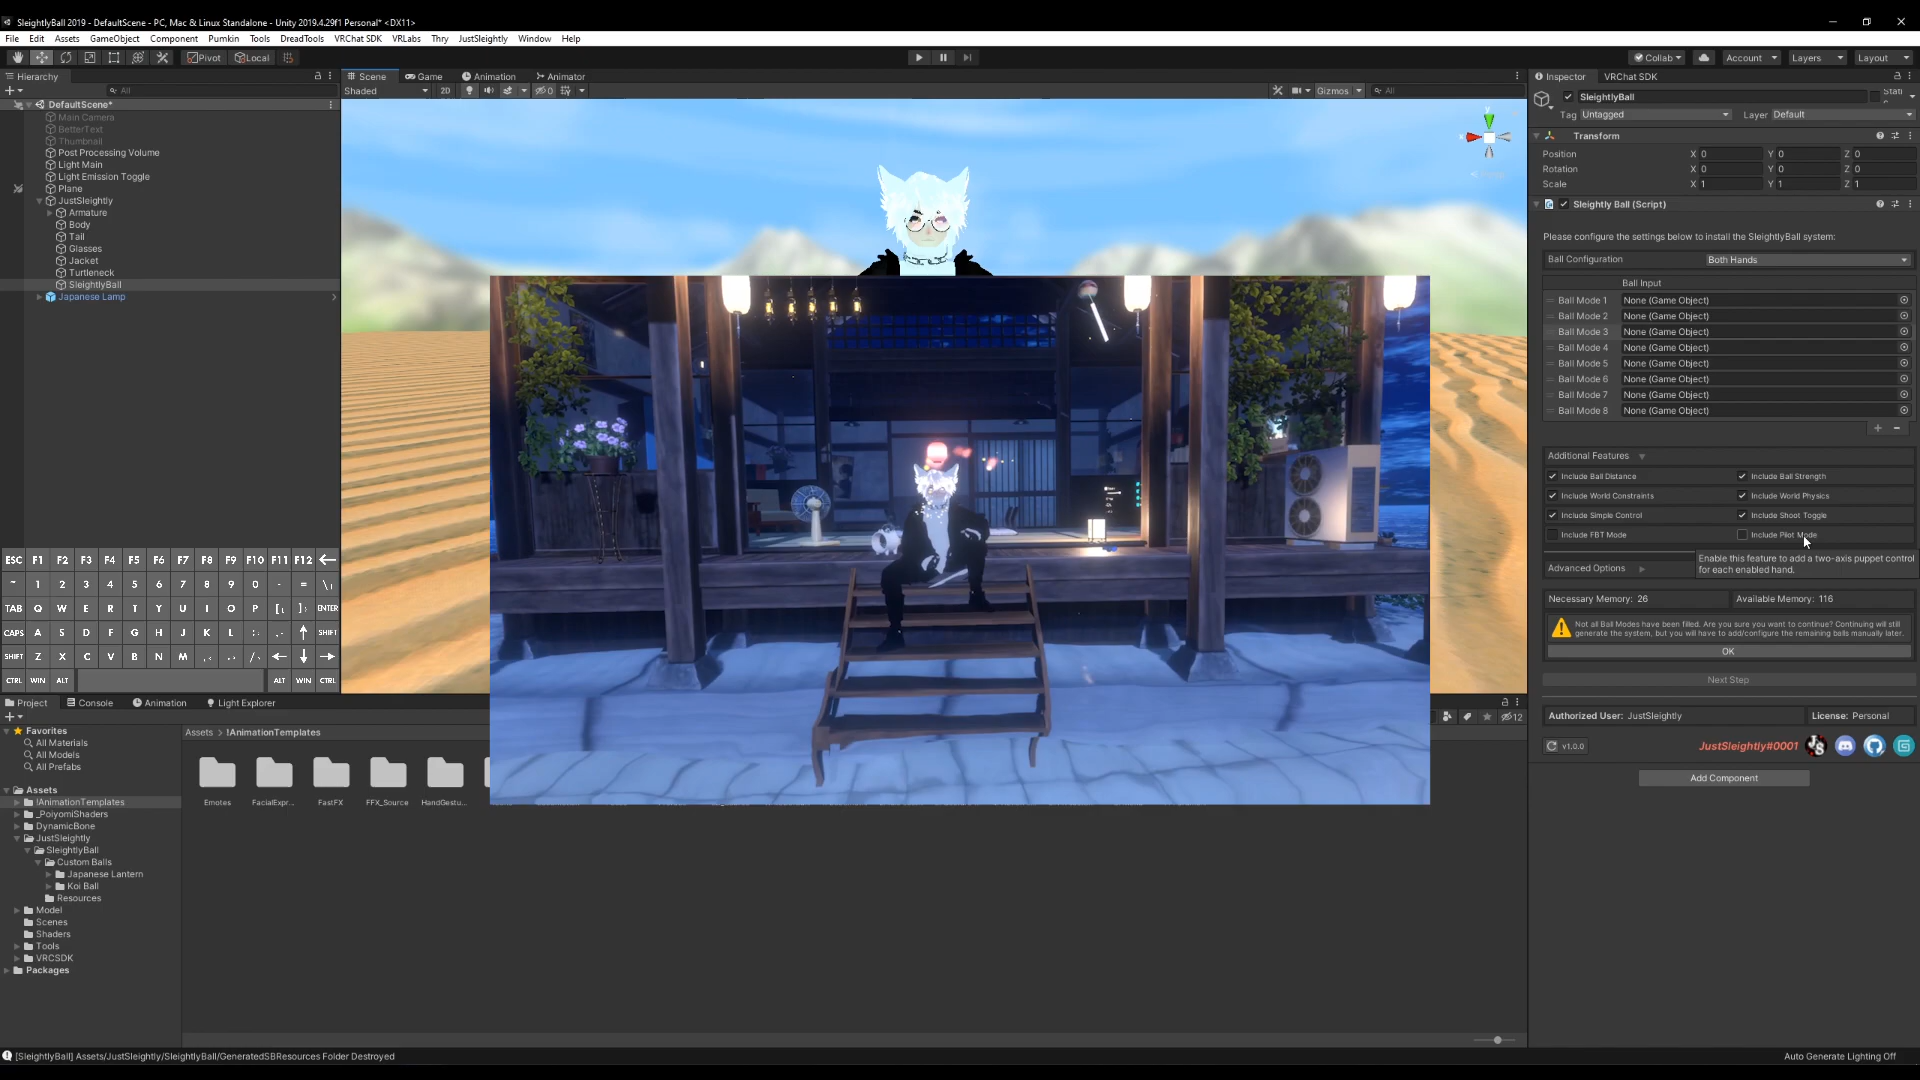 SleightlyBall 2019 - DefaultScene - PC, Mac & Linux Standalone - Unity 2019.4.29f1 Personal* <DX11>
File Edit Assets GameObject Component Pumkin Tools DreadTools VRChat SDK VRLabs Thry JustSleightly Window Help
Pivot Local Collab Account Layers Layout
Hierarchy
All
DefaultScene*
Main Camera
BetterText
Thumbnail
Post Processing Volume
Light Main
Light Emission Toggle
Plane
JustSleightly
Armature
Body
Tail
Glasses
Jacket
Turtleneck
SleightlyBall
Japanese Lamp
Scene Game Animation Animator
Shaded 2D 0 Gizmos All
ESC F1 F2 F3 F4 F5 F6 F7 F8 F9 F10 F11 F12
~ 1 2 3 4 5 6 7 8 9 0 - =
TAB Q W E R T Y U I O P ENTER
CAPS A S D F G H J K L SHIFT
SHIFT Z X C V B N M
CTRL WIN ALT ALT WIN CTRL
Project Console Animation Light Explorer
Favorites
All Materials
All Models
All Prefabs
Assets
!AnimationTemplates
_PolyomiShaders
DynamicBone
JustSleightly
SleightlyBall
Custom Balls
Japanese Lantern
Koi Ball
Resources
Model
Scenes
Shaders
Tools
VRCSDK
Packages
Assets > !AnimationTemplates
12
Emotes FacialExpr... FastFX FFX_Source HandGestu...
[SleightlyBall] Assets/JustSleightly/SleightlyBall/GeneratedSBResources Folder Destroyed
Inspector VRChat SDK
SleightlyBall
Tag Untagged Layer Default
Transform
Position X 0 Y 0 Z 0
Rotation X 0 Y 0 Z 0
Scale X 1 Y 1 Z 1
Sleightly Ball (Script)
Please configure the settings below to install the SleightlyBall system:
Ball Configuration Both Hands
Ball Input
Ball Mode 1 None (Game Object)
Ball Mode 2 None (Game Object)
Ball Mode 3 None (Game Object)
Ball Mode 4 None (Game Object)
Ball Mode 5 None (Game Object)
Ball Mode 6 None (Game Object)
Ball Mode 7 None (Game Object)
Ball Mode 8 None (Game Object)
Additional Features
Include Ball Distance Include Ball Strength
Include World Constraints Include World Physics
Include Simple Control Include Shoot Toggle
Include FBT Mode Include Pilot Mode
Enable this feature to add a two-axis puppet control
for each enabled hand.
Advanced Options
Necessary Memory: 26 Available Memory: 116
Not all Ball Modes have been filled. Are you sure you want to continue? Continuing will still
generate the system, but you will have to add/configure the remaining balls manually later.
OK
Next Step
Authorized User: JustSleightly License: Personal
v1.0.0 JustSleightly#0001
Add Component
Auto Generate Lighting Off